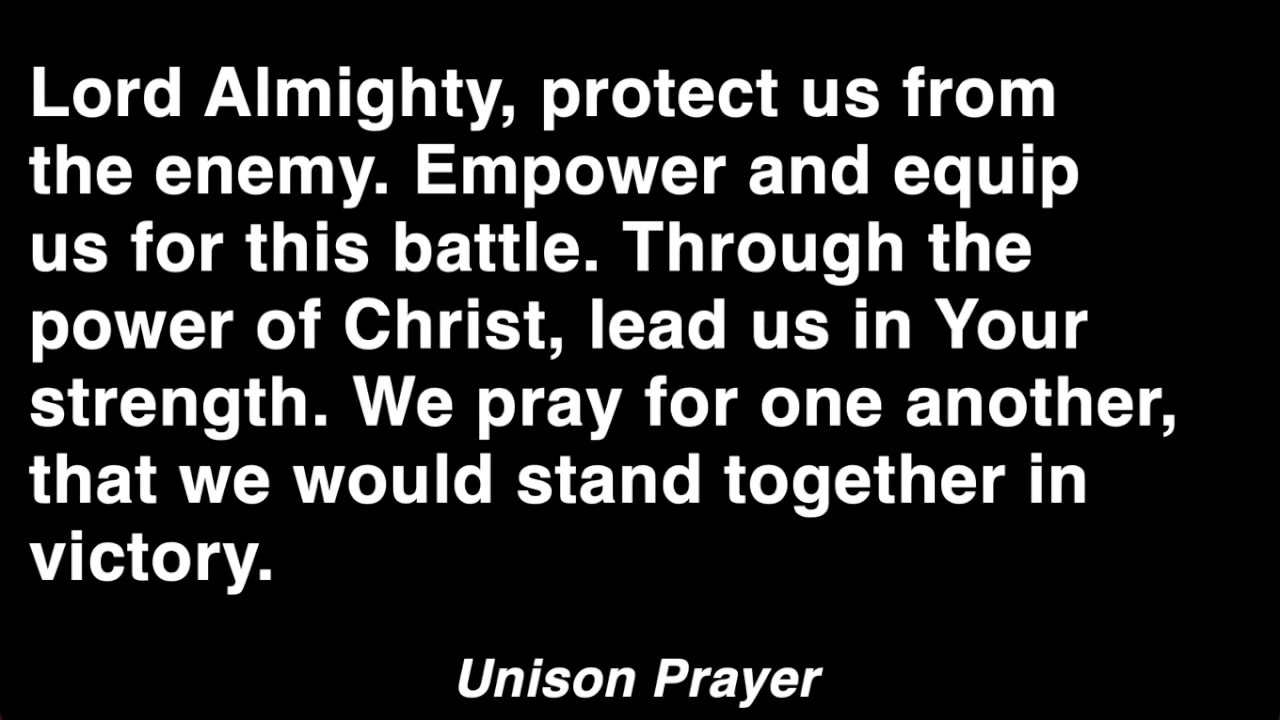 Lord Almighty, protect us from
the enemy. Empower and equip
us for this battle. Through the
power of Christ, lead us in Your
strength. We pray for one another,
that we would stand together in
victory.
Unison Prayer